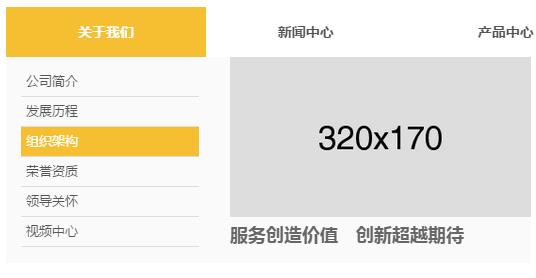 关于我们 新闻中心 产品中心
公司简介
发展历程
组织架构
荣誉资质
领导关怀
视频中心
320x170
服务创造价值 创新超越期待